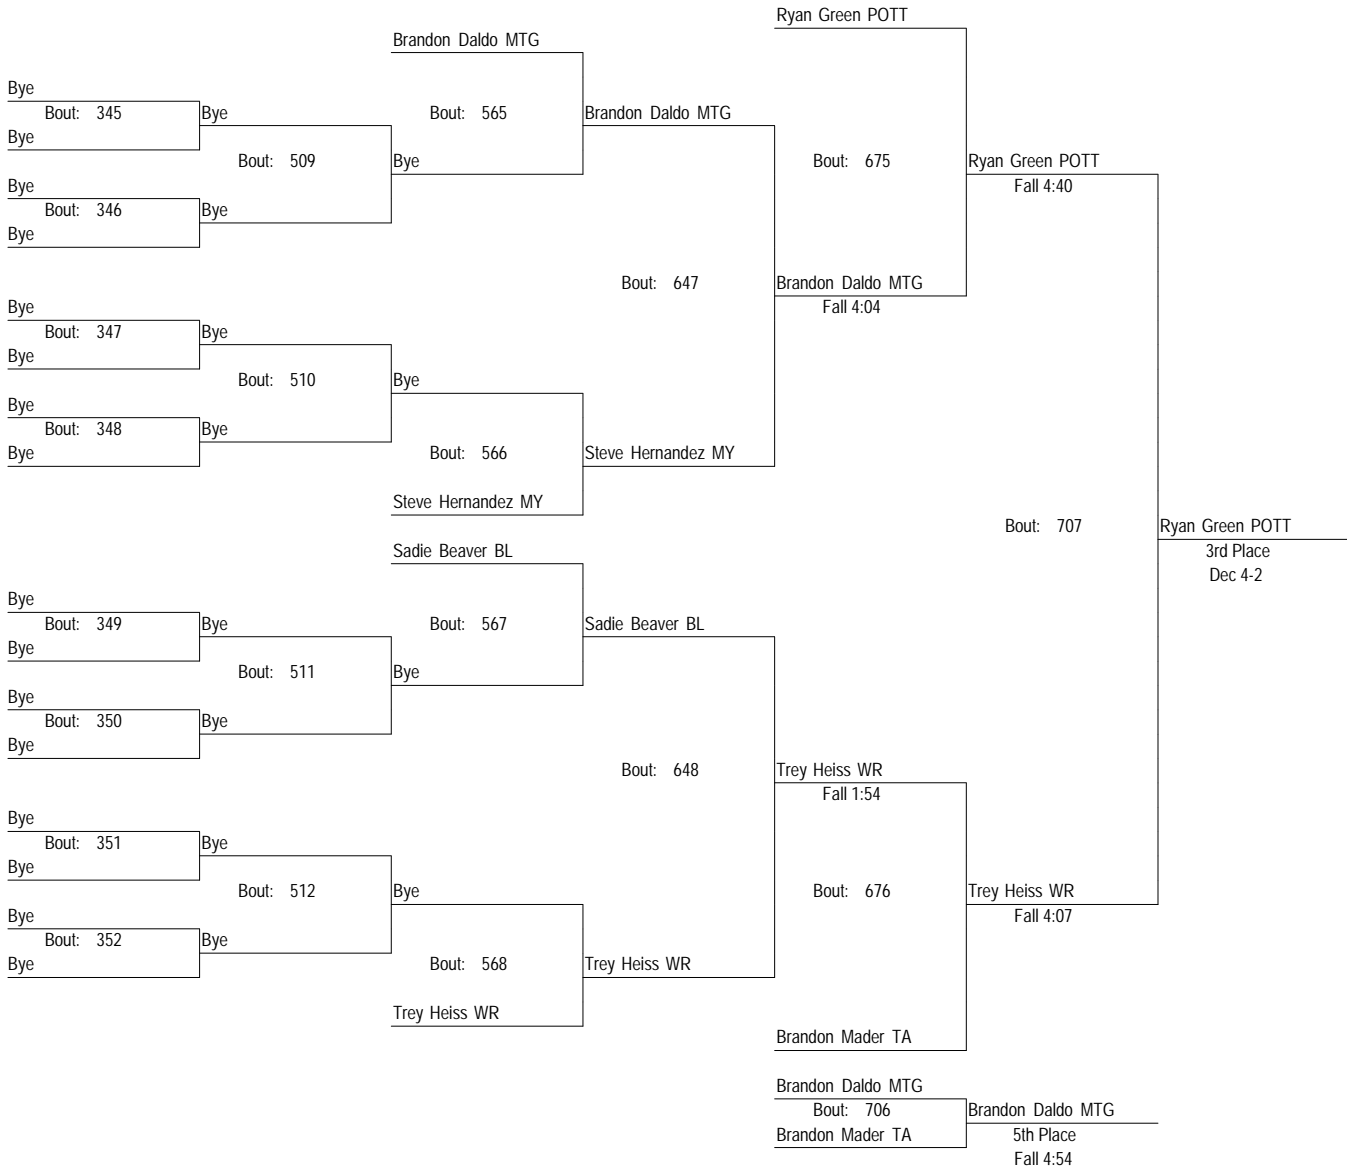 Ryan Green POTT
Brandon Daldo MTG
Bye
Bout: 345
Bye
Bout: 565
Brandon Daldo MTG
Bye
Bout: 509
Bye
Bout: 675
Ryan Green POTT
Fall 4:40
Bye
Bout: 346
Bye
Bye
Bout: 647
Brandon Daldo MTG
Fall 4:04
Bye
Bout: 347
Bye
Bye
Bout: 510
Bye
Bye
Bout: 348
Bye
Bye
Bout: 566
Steve Hernandez MY
Steve Hernandez MY
Bout: 707
Ryan Green POTT
3rd Place
Dec 4-2
Sadie Beaver BL
Bye
Bout: 349
Bye
Bout: 567
Sadie Beaver BL
Bye
Bout: 511
Bye
Bye
Bout: 350
Bye
Bye
Bout: 648
Trey Heiss WR
Fall 1:54
Bye
Bout: 351
Bye
Bye
Bout: 512
Bye
Bout: 676
Trey Heiss WR
Fall 4:07
Bye
Bout: 352
Bye
Bye
Bout: 568
Trey Heiss WR
Trey Heiss WR
Brandon Mader TA
Brandon Daldo MTG
Bout: 706
Brandon Daldo MTG
Brandon Mader TA
5th Place
Fall 4:54